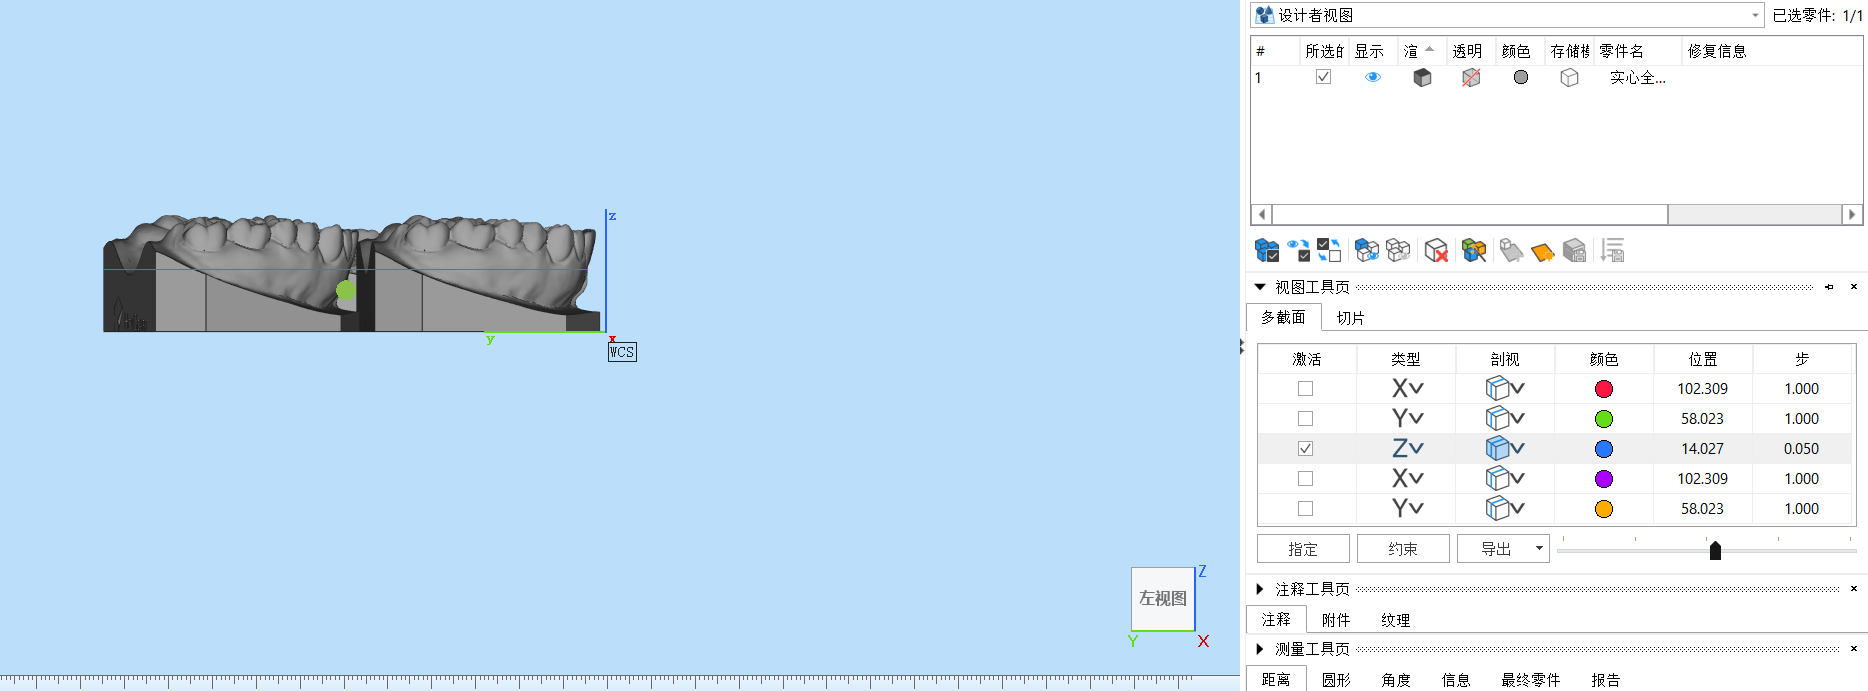 设计者视图
已选零件: 1/1
# 所选的 显示 渲 透明 颜色 存储模 零件名 修复信息
1 实心全...
视图工具页
多截面 切片
激活 类型 剖视 颜色 位置 步
X 102.309 1.000
Y 58.023 1.000
Z 14.027 0.050
X 102.309 1.000
Y 58.023 1.000
指定 约束 导出
注释工具页
注释 附件 纹理
测量工具页
距离 圆形 角度 信息 最终零件 报告
z
y
x
WCS
左视图
Z
Y
X